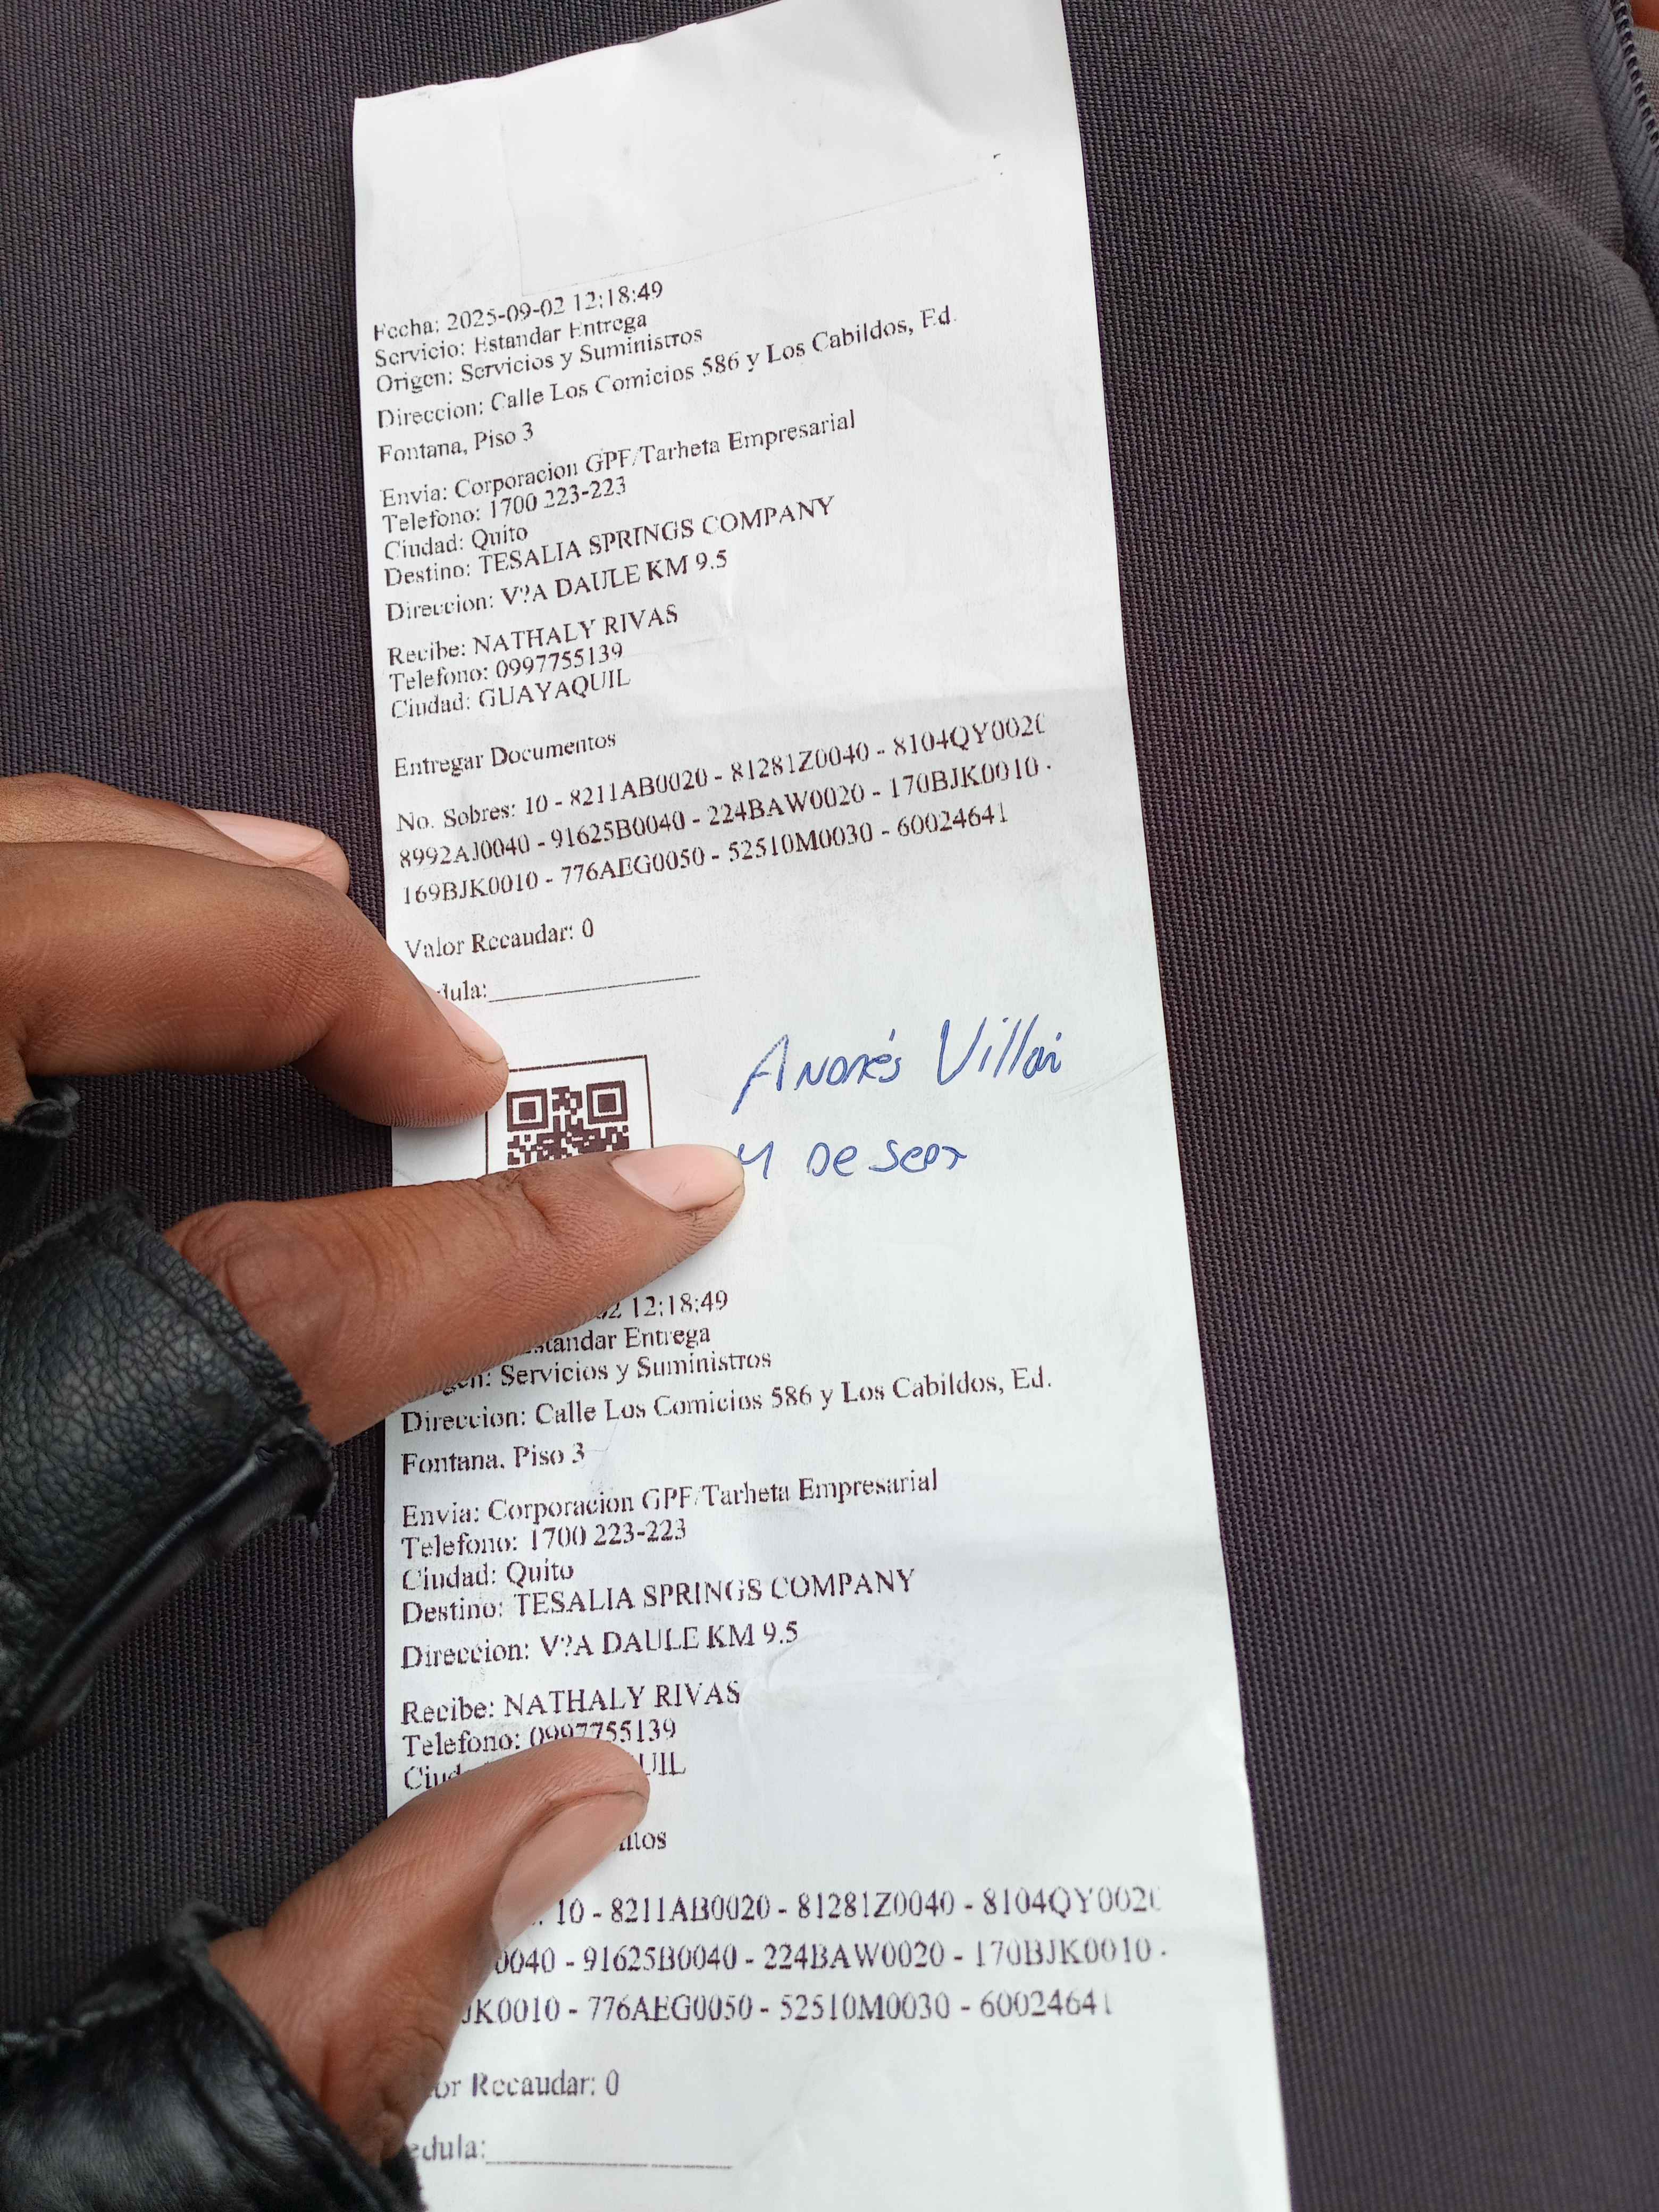 Fecha: 2025-09-02 12:18:49
Servicio: Estandar Entrega
Origen: Servicios y Suministros
Direccion: Calle Los Comicios 586 y Los Cabildos, Ed.
Fontana, Piso 3
Envia: Corporacion GPF/Tarheta Empresarial
Telefono: 1700 223-223
Ciudad: Quito
Destino: TESALIA SPRINGS COMPANY
Direccion: V?A DAULE KM 9.5
Recibe: NATHALY RIVAS
Telefono: 0997755139
Ciudad: GUAYAQUIL
Entregar Documentos
No. Sobres: 10 - 8211AB0020 - 81281Z0040 - 8104QY002
8992AJ0040 - 91625B0040 - 224BAW0020 - 170BJK0010 -
169BJK0010 - 776AEG0050 - 52510M0030 - 60024641
Valor Recaudar: 0
dula:
Andrés
DE SEPT
02 12:18:49
standar Entrega
gen: Servicios y Suministros
Direccion: Calle Los Comicios 586 y Los Cabildos, Ed.
Fontana, Piso 3
Envia: Corporacion GPF/Tarheta Empresarial
Telefono: 1700 223-223
Ciudad: Quito
Destino: TESALIA SPRINGS COMPANY
Direccion: V?A DAULE KM 9.5
Recibe: NATHALY RIVAS
Telefono: 0997755139
Ciud UIL
ntos
10 - 8211AB0020 - 81281Z0040 - 8104QY002
0040 - 91625B0040 - 224BAW0020 - 170BJK0010 -
JK0010 - 776AEG0050 - 52510M0030 - 60024641
or Recaudar: 0
edula: